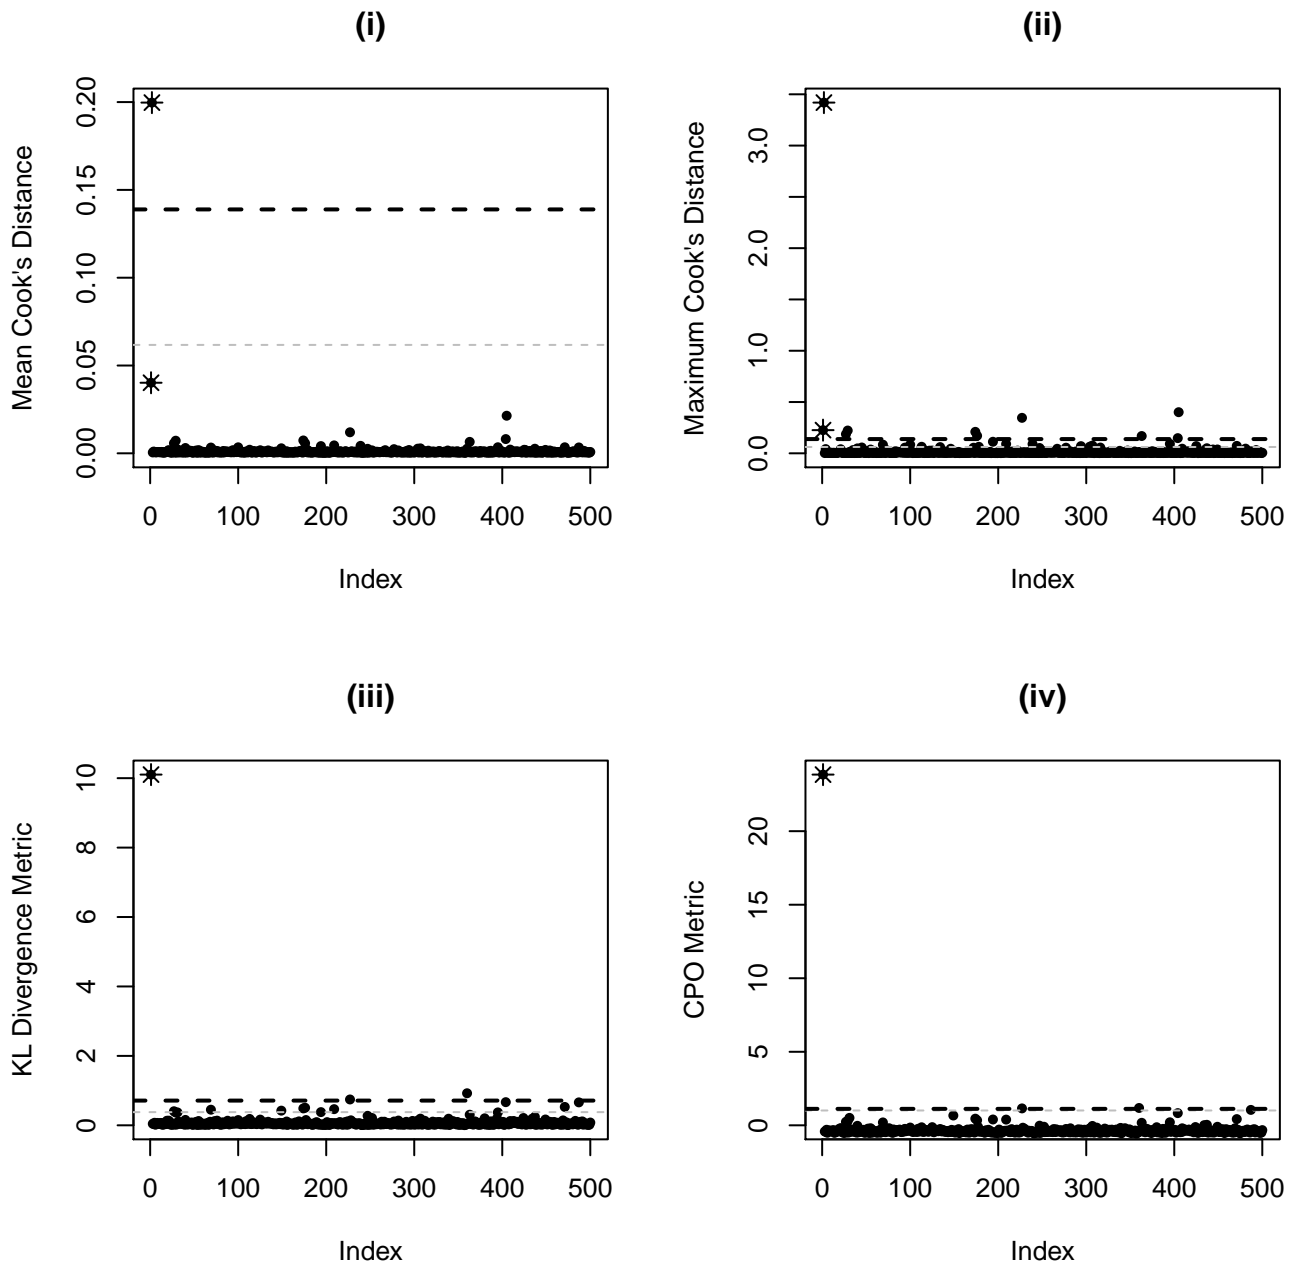 (i)
Mean Cook's Distance
0.00 0.05 0.10 0.15 0.20
0 100 200 300 400 500
Index
(ii)
Maximum Cook's Distance
0.0 1.0 2.0 3.0
0 100 200 300 400 500
Index
(iii)
KL Divergence Metric
0 2 4 6 8 10
0 100 200 300 400 500
Index
(iv)
CPO Metric
0 5 10 15 20
0 100 200 300 400 500
Index